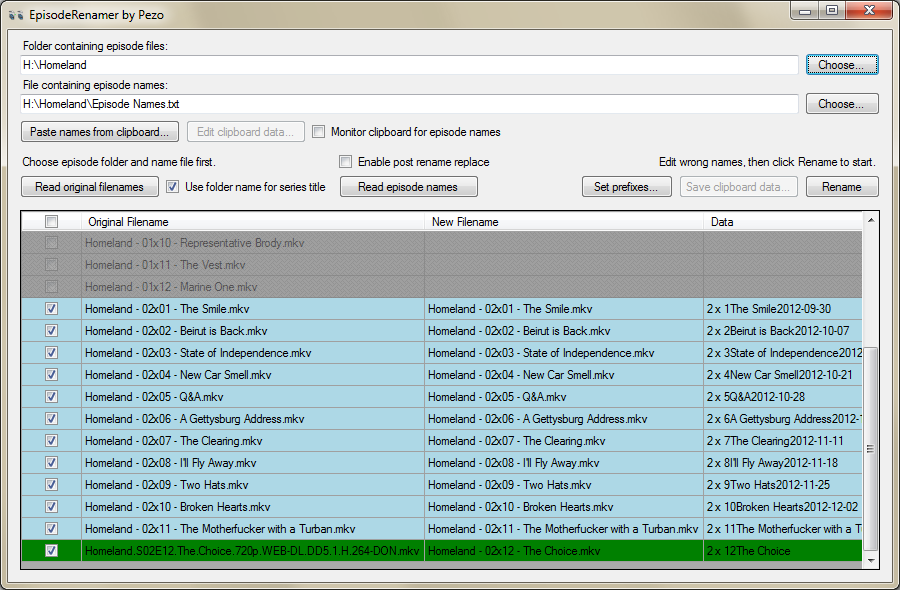 EpisodeRenamer by Pezo
Folder containing episode files:
H:\Homeland
Choose...
File containing episode names:
H:\Homeland\Episode Names.txt
Choose...
Paste names from clipboard...
Edit clipboard data...
Monitor clipboard for episode names
Choose episode folder and name file first.
Enable post rename replace
Edit wrong names, then click Rename to start.
Read original filenames
Use folder name for series title
Read episode names
Set prefixes...
Save clipboard data...
Rename
Original Filename New Filename Data
Homeland - 01x10 - Representative Brody.mkv
Homeland - 01x11 - The Vest.mkv
Homeland - 01x12 - Marine One.mkv
Homeland - 02x01 - The Smile.mkv Homeland - 02x01 - The Smile.mkv 2 x 1The Smile2012-09-30
Homeland - 02x02 - Beirut is Back.mkv Homeland - 02x02 - Beirut is Back.mkv 2 x 2Beirut is Back2012-10-07
Homeland - 02x03 - State of Independence.mkv Homeland - 02x03 - State of Independence.mkv 2 x 3State of Independence2012
Homeland - 02x04 - New Car Smell.mkv Homeland - 02x04 - New Car Smell.mkv 2 x 4New Car Smell2012-10-21
Homeland - 02x05 - Q&A.mkv Homeland - 02x05 - Q&A.mkv 2 x 5Q&A2012-10-28
Homeland - 02x06 - A Gettysburg Address.mkv Homeland - 02x06 - A Gettysburg Address.mkv 2 x 6A Gettysburg Address2012-1
Homeland - 02x07 - The Clearing.mkv Homeland - 02x07 - The Clearing.mkv 2 x 7The Clearing2012-11-11
Homeland - 02x08 - I'll Fly Away.mkv Homeland - 02x08 - I'll Fly Away.mkv 2 x 8I'll Fly Away2012-11-18
Homeland - 02x09 - Two Hats.mkv Homeland - 02x09 - Two Hats.mkv 2 x 9Two Hats2012-11-25
Homeland - 02x10 - Broken Hearts.mkv Homeland - 02x10 - Broken Hearts.mkv 2 x 10Broken Hearts2012-12-02
Homeland - 02x11 - The Motherfucker with a Turban.mkv Homeland - 02x11 - The Motherfucker with a Turban.mkv 2 x 11The Motherfucker with a T
Homeland.S02E12.The.Choice.720p.WEB-DL.DD5.1.H.264-DON.mkv Homeland - 02x12 - The Choice.mkv 2 x 12The Choice